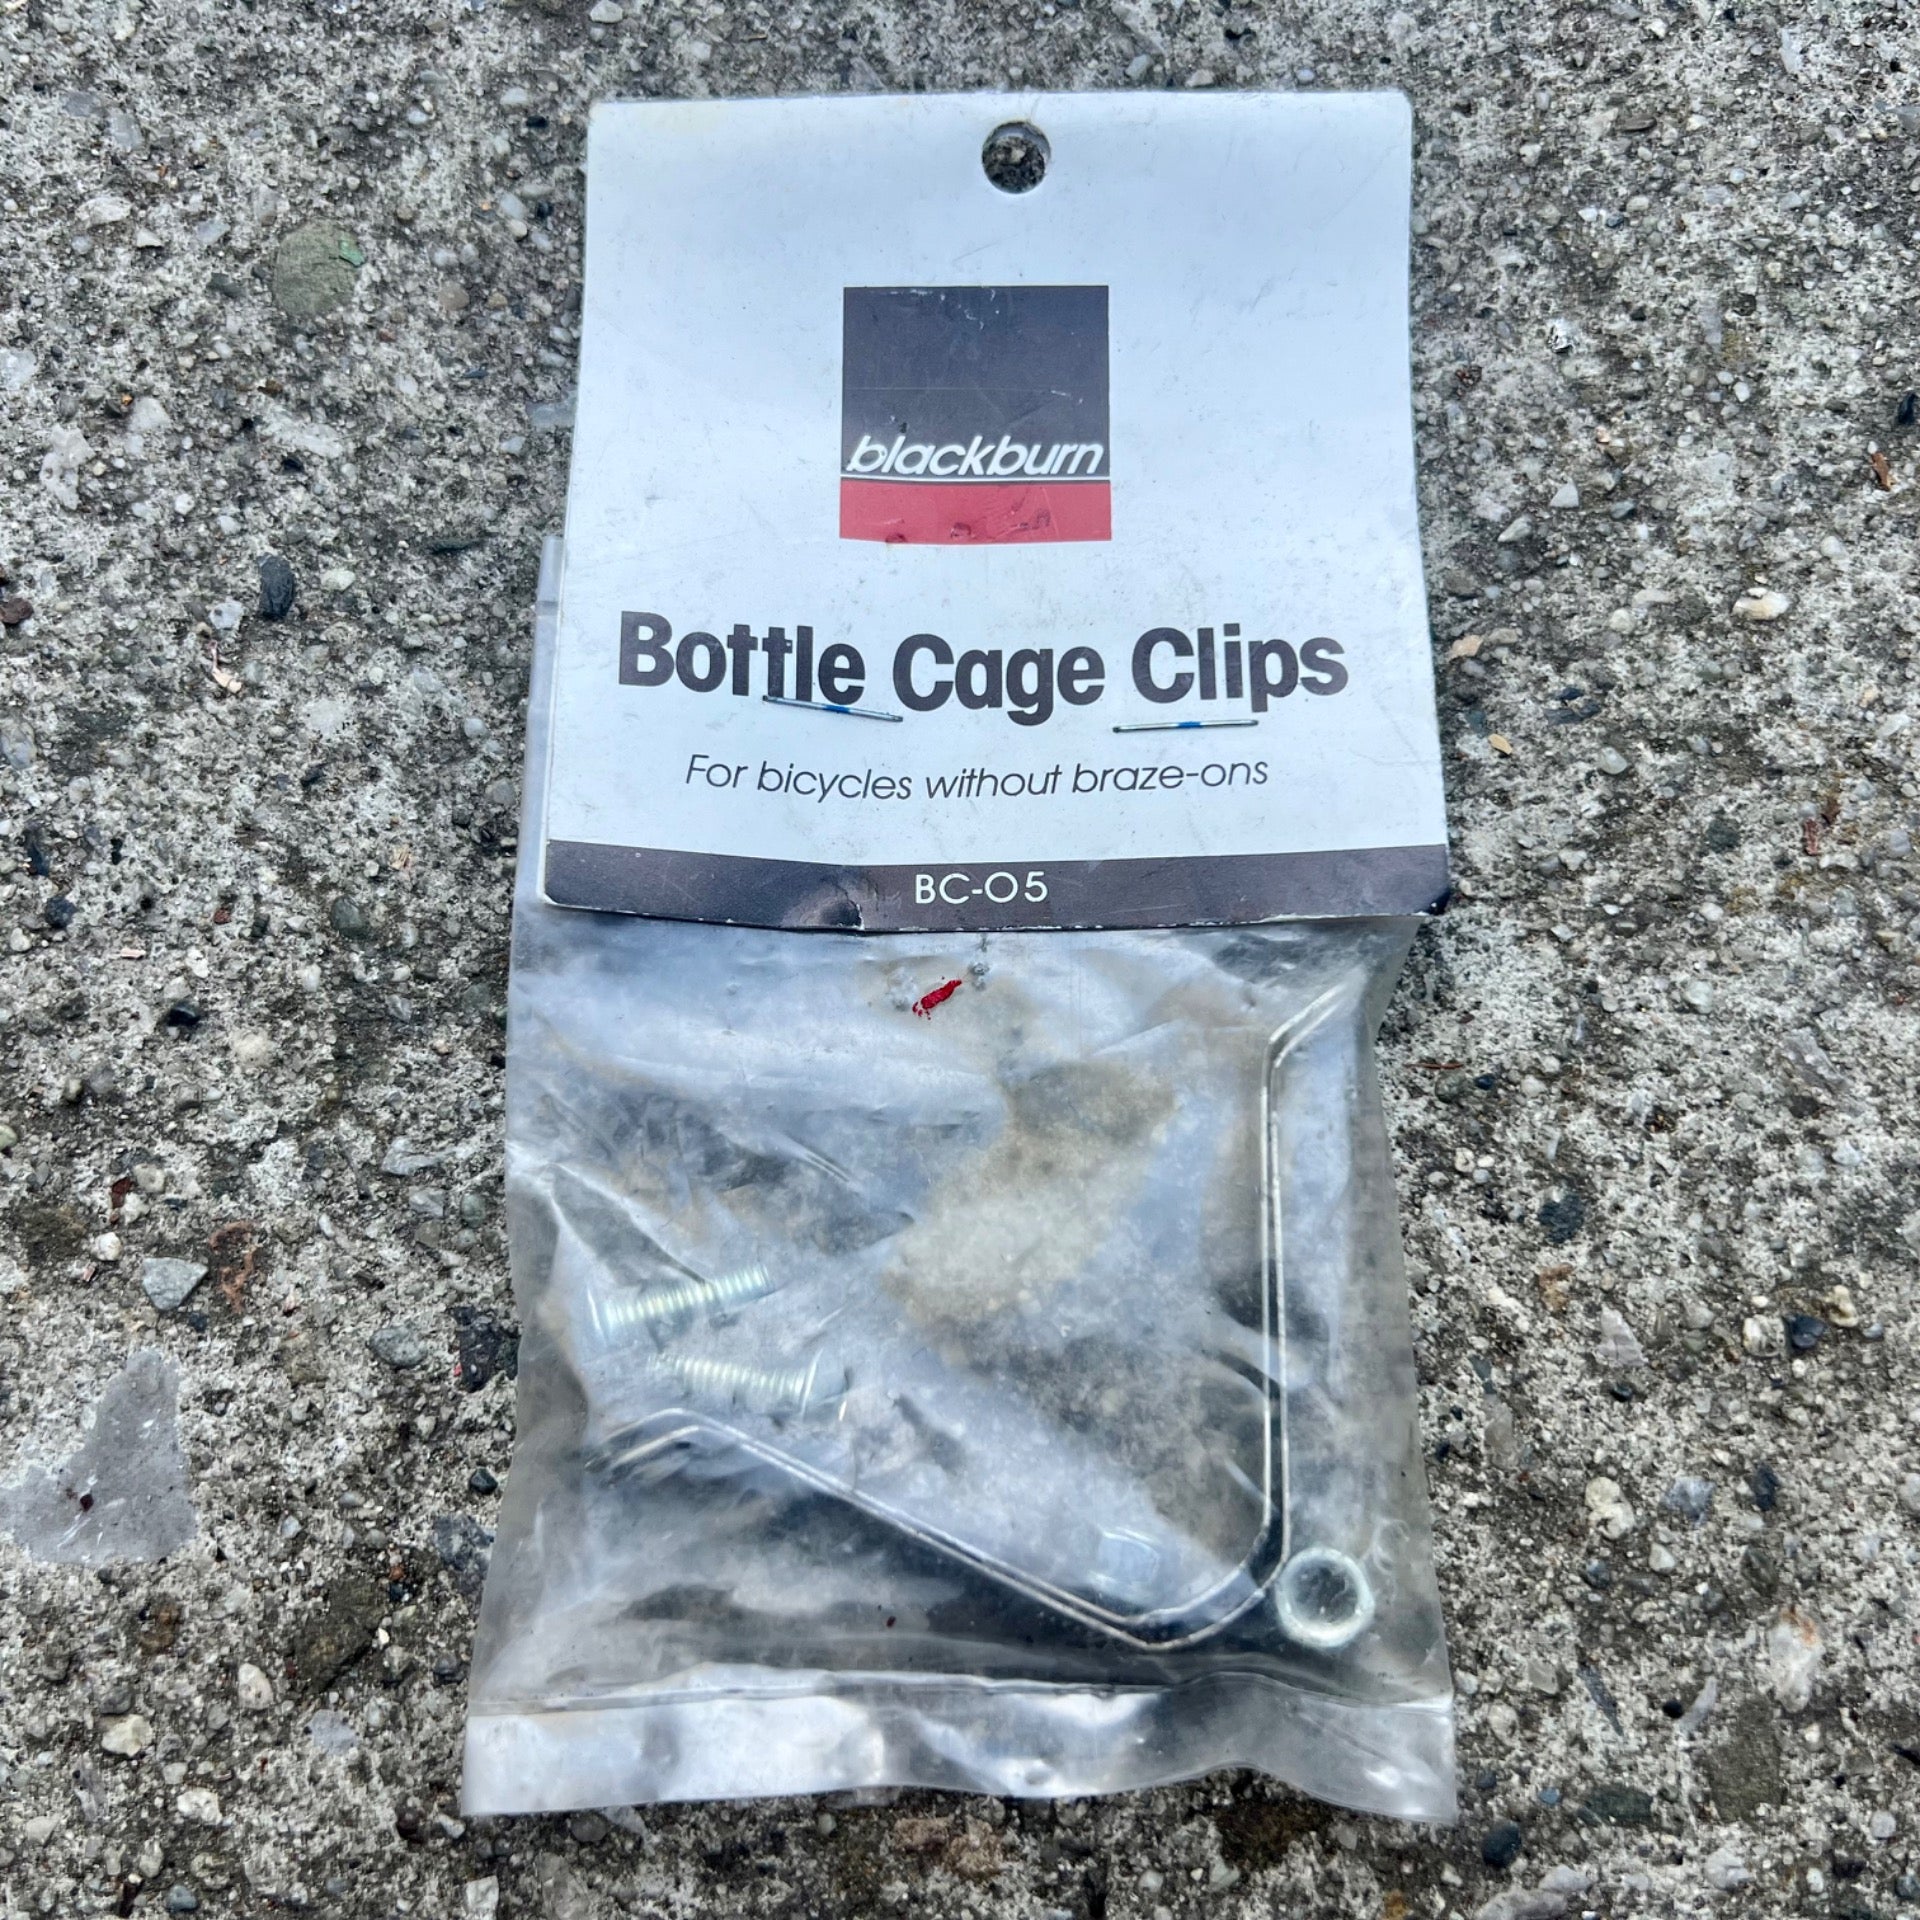 blackburn
Bottle Cage Clips
For bicycles without braze-ons
BC-05